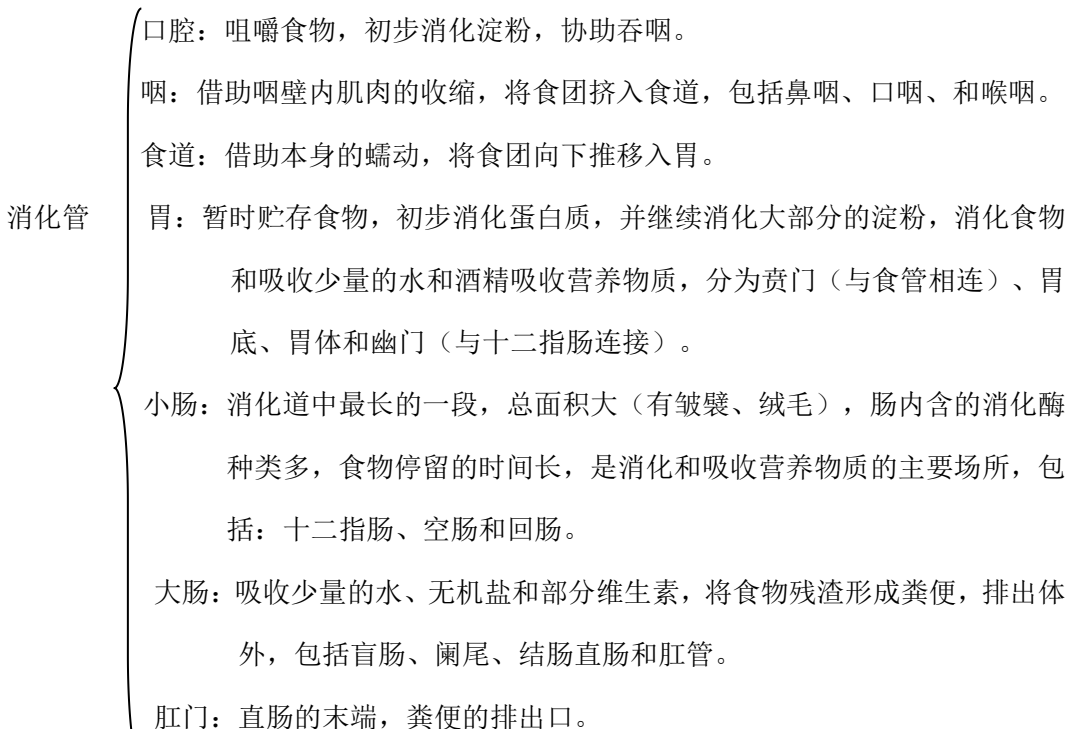 口腔：咀嚼食物，初步消化淀粉，协助吞咽。
咽：借助咽壁内肌肉的收缩，将食团挤入食道，包括鼻咽、口咽、和喉咽。
食道：借助本身的蠕动，将食团向下推移入胃。
消化管 胃：暂时贮存食物，初步消化蛋白质，并继续消化大部分的淀粉，消化食物
和吸收少量的水和酒精吸收营养物质，分为贲门（与食管相连）、胃
底、胃体和幽门（与十二指肠连接）。
小肠：消化道中最长的一段，总面积大（有皱襞、绒毛），肠内含的消化酶
种类多，食物停留的时间长，是消化和吸收营养物质的主要场所，包
括：十二指肠、空肠和回肠。
大肠：吸收少量的水、无机盐和部分维生素，将食物残渣形成粪便，排出体
外，包括盲肠、阑尾、结肠直肠和肛管。
肛门：直肠的末端，粪便的排出口。